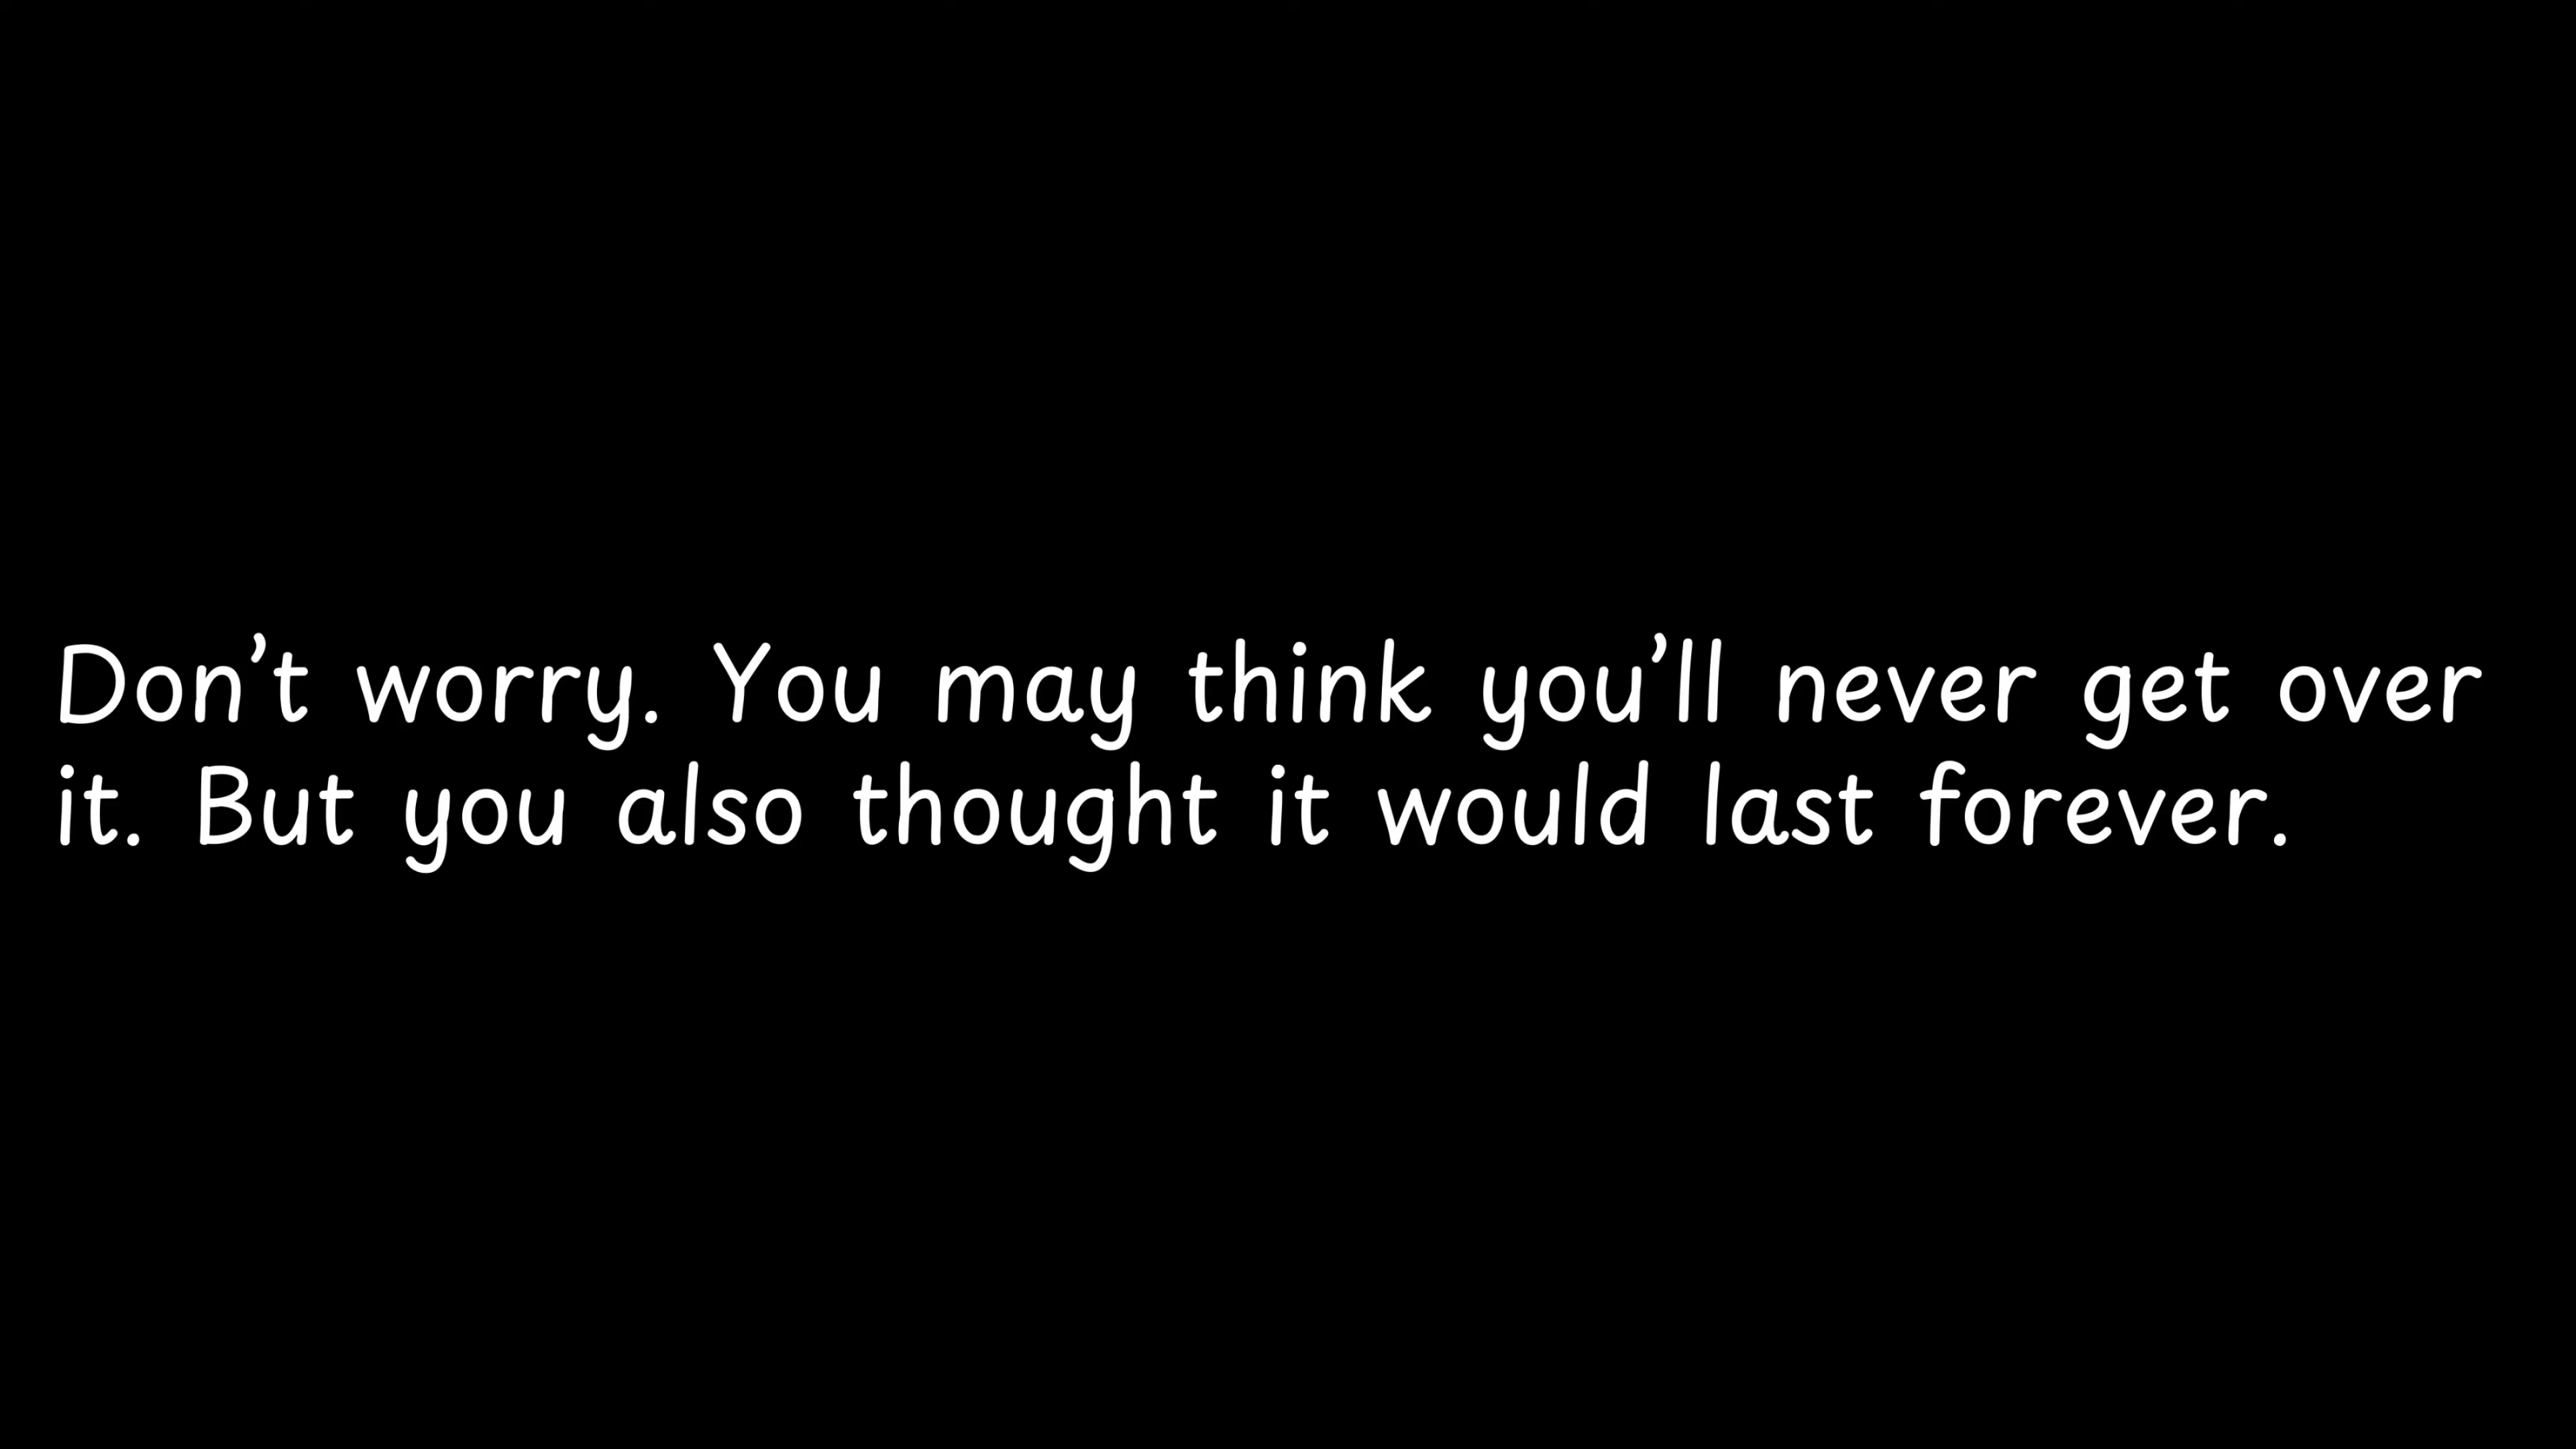 Don’t worry. You may think you’ll never get over
it. But you also thought it would last forever.